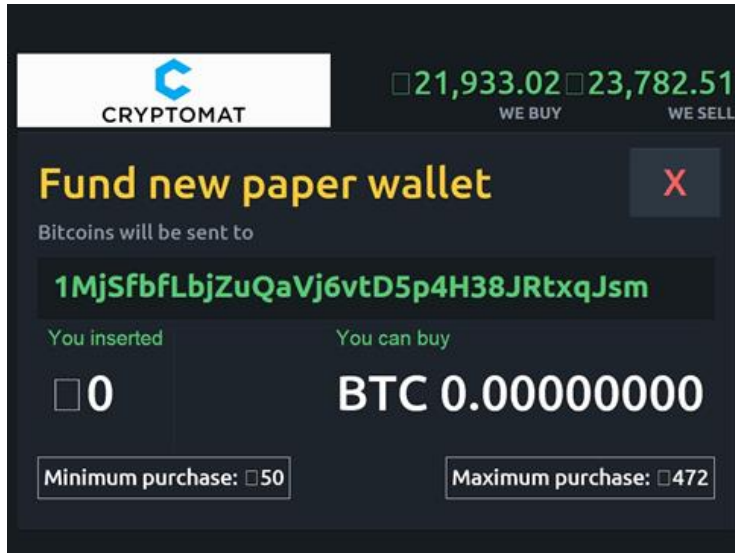 CRYPTOMAT
□21,933.02 □23,782.51
WE BUY WE SELL
Fund new paper wallet X
Bitcoins will be sent to
1MjSfbfLbjZuQaVj6vtD5p4H38JRtxqJsm
You inserted You can buy
□0 BTC 0.00000000
Minimum purchase: □50 Maximum purchase: □472